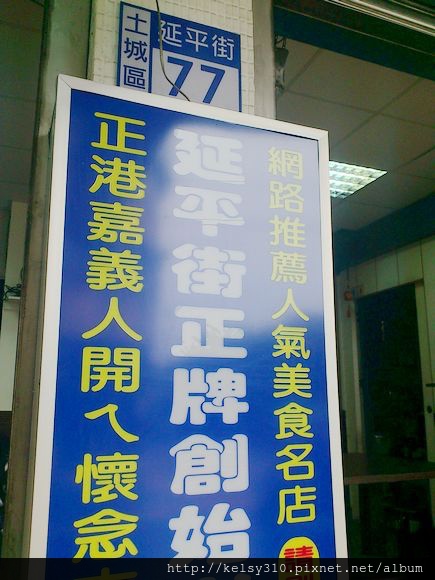 土城區
延平街
77
網路推薦人氣美食名店
延平街正牌創始
正港嘉義人開ㄟ懷念
http://kelsy310.pixnet.net/album